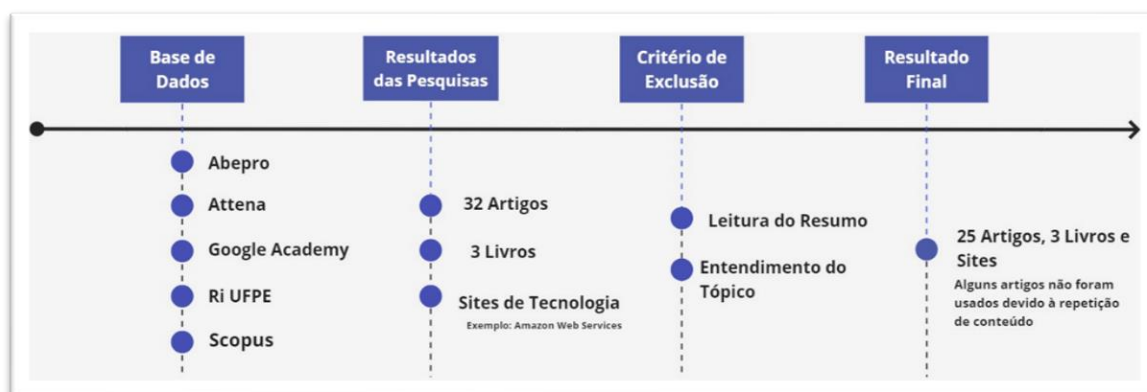 Base de
Dados
Resultados
das Pesquisas
Critério de
Exclusão
Resultado
Final
Abepro
Attena
Google Academy
Ri UFPE
Scopus
32 Artigos
3 Livros
Sites de Tecnologia
Exemplo: Amazon Web Services
Leitura do Resumo
Entendimento do
Tópico
25 Artigos, 3 Livros e
Sites
Alguns artigos não foram
usados devido à repetição
de conteúdo